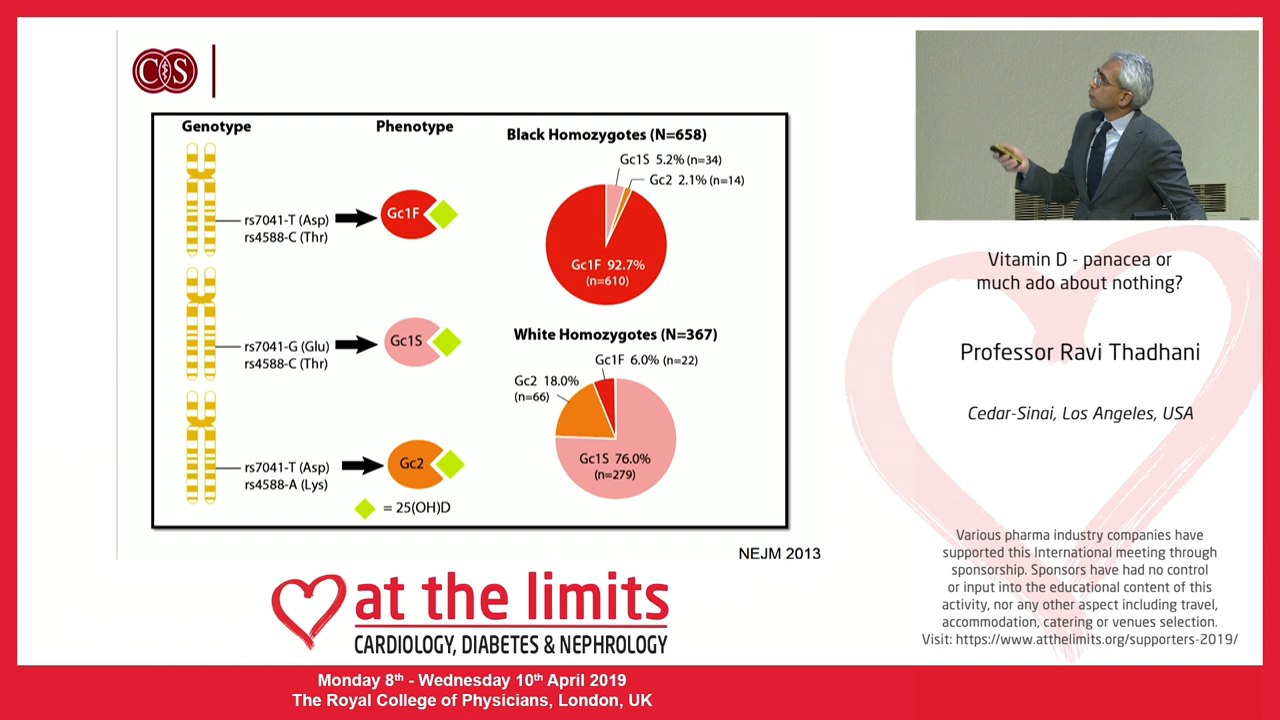 CS
Genotype
Phenotype
rs7041-T (Asp)
rs4588-C (Thr)
Gc1F
rs7041-G (Glu)
rs4588-C (Thr)
Gc1S
rs7041-T (Asp)
rs4588-A (Lys)
Gc2
= 25(OH)D
Black Homozygotes (N=658)
Gc1S 5.2% (n=34)
Gc2 2.1% (n=14)
Gc1F 92.7%
(n=610)
White Homozygotes (N=367)
Gc1F 6.0% (n=22)
Gc2 18.0%
(n=66)
Gc1S 76.0%
(n=279)
NEJM 2013
at the limits
CARDIOLOGY, DIABETES & NEPHROLOGY
Monday 8th - Wednesday 10th April 2019
The Royal College of Physicians, London, UK
Vitamin D - panacea or
much ado about nothing?
Professor Ravi Thadhani
Cedar-Sinai, Los Angeles, USA
Various pharma industry companies have
supported this International meeting through
sponsorship. Sponsors have had no control
or input into the educational content of this
activity, nor any other aspect including travel,
accommodation, catering or venues selection.
Visit: https://www.atthelimits.org/supporters-2019/